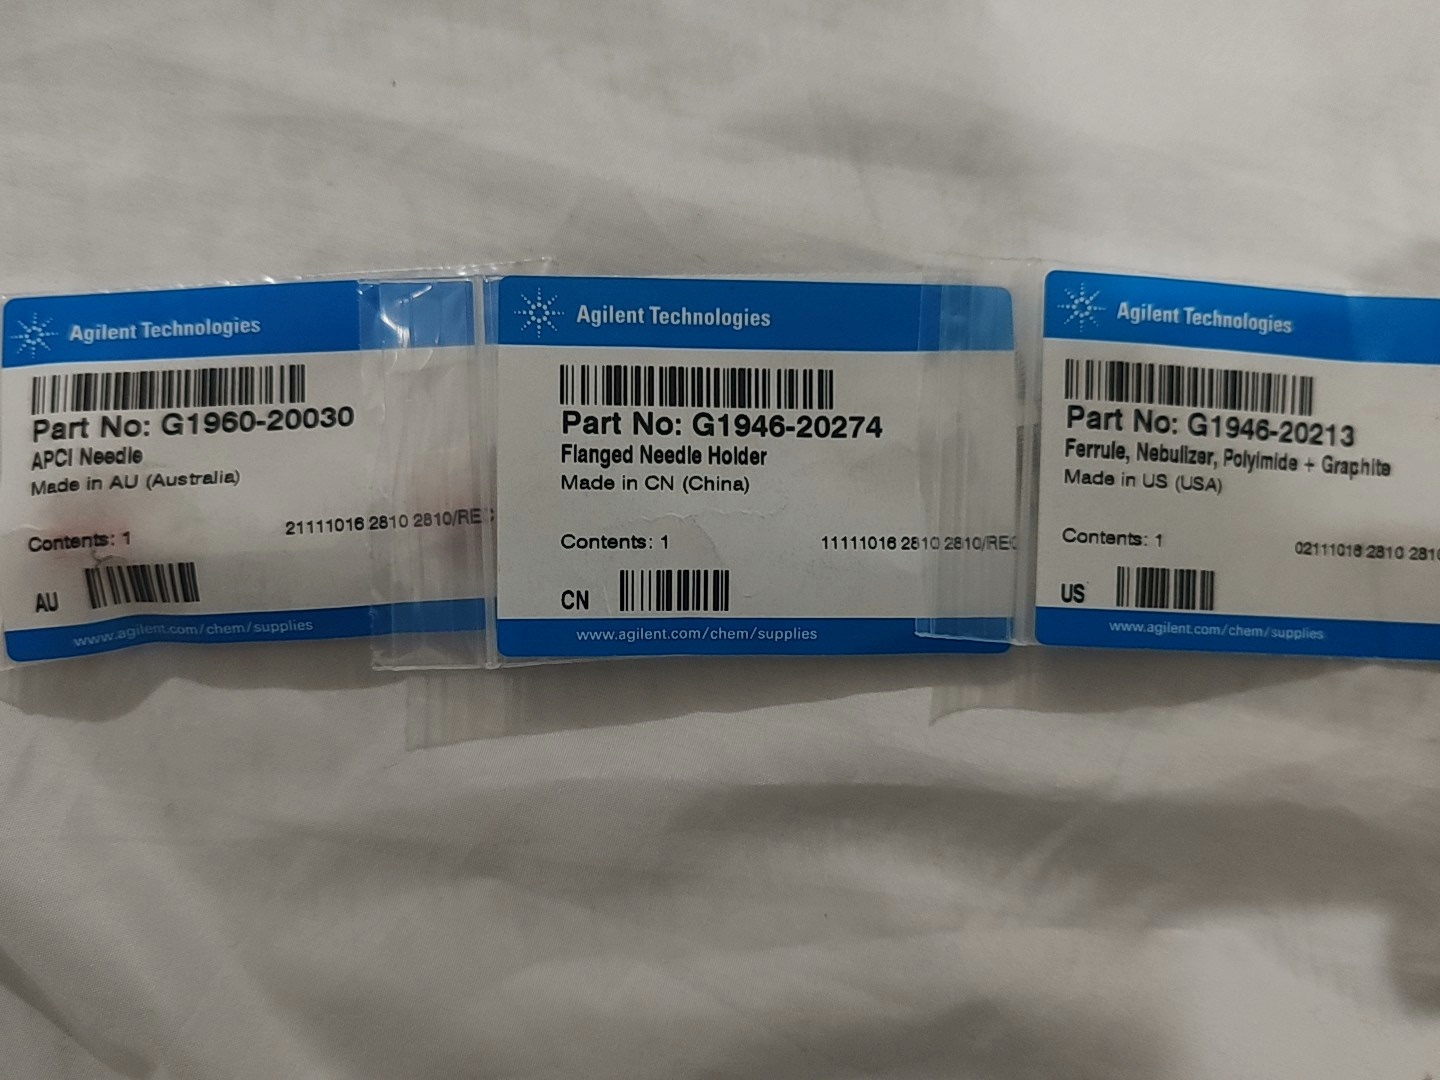 Agilent Technologies
Part No: G1960-20030
APCI Needle
Made in AU (Australia)
21111016 2810 2810/REC
Contents: 1
AU
www.agilent.com/chem/supplies
Agilent Technologies
Part No: G1946-20274
Flanged Needle Holder
Made in CN (China)
Contents: 1
11111016 2810 2810/REC
CN
www.agilent.com/chem/supplies
Agilent Technologies
Part No: G1946-20213
Ferrule, Nebulizer, Polyimide + Graphite
Made in US (USA)
Contents: 1
02111016 2810 2810
US
www.agilent.com/chem/supplies